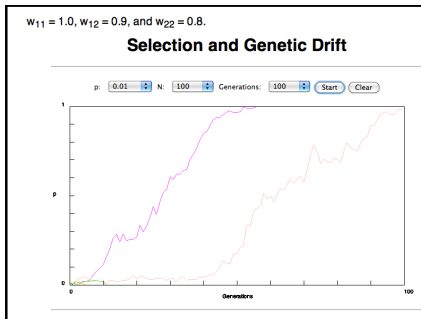 w11 = 1.0, w12 = 0.9, and w22 = 0.8.
Selection and Genetic Drift
p: 0.01 N: 100 Generations: 100 Start Clear
1
p
0
0 100
Generations